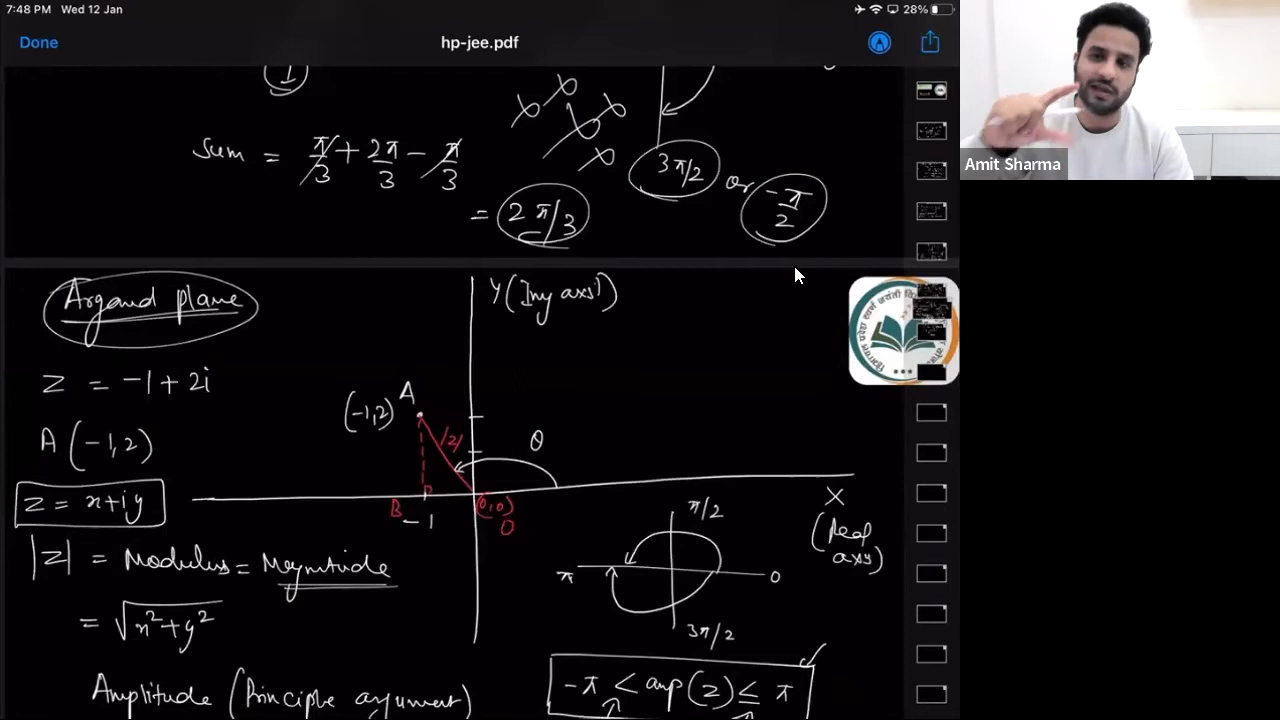 7:48 PM Wed 12 Jan
28%
Done
hp-jee.pdf
Amit Sharma
1
Sum = π/3 + 2π/3 - π/3
= 2π/3
3π/2 or -π/2
Argand plane
Y (Img axis)
z = -1+2i
A (-1,2)
(-1,2) A
|z|
θ
z = x+iy
B
-1
(0,0)
O
X
(Real axis)
|z| = Modulus = Magnitude
= √x²+y²
π/2
π
0
3π/2
Amplitude (Principle argument)
-π < amp(z) ≤ π